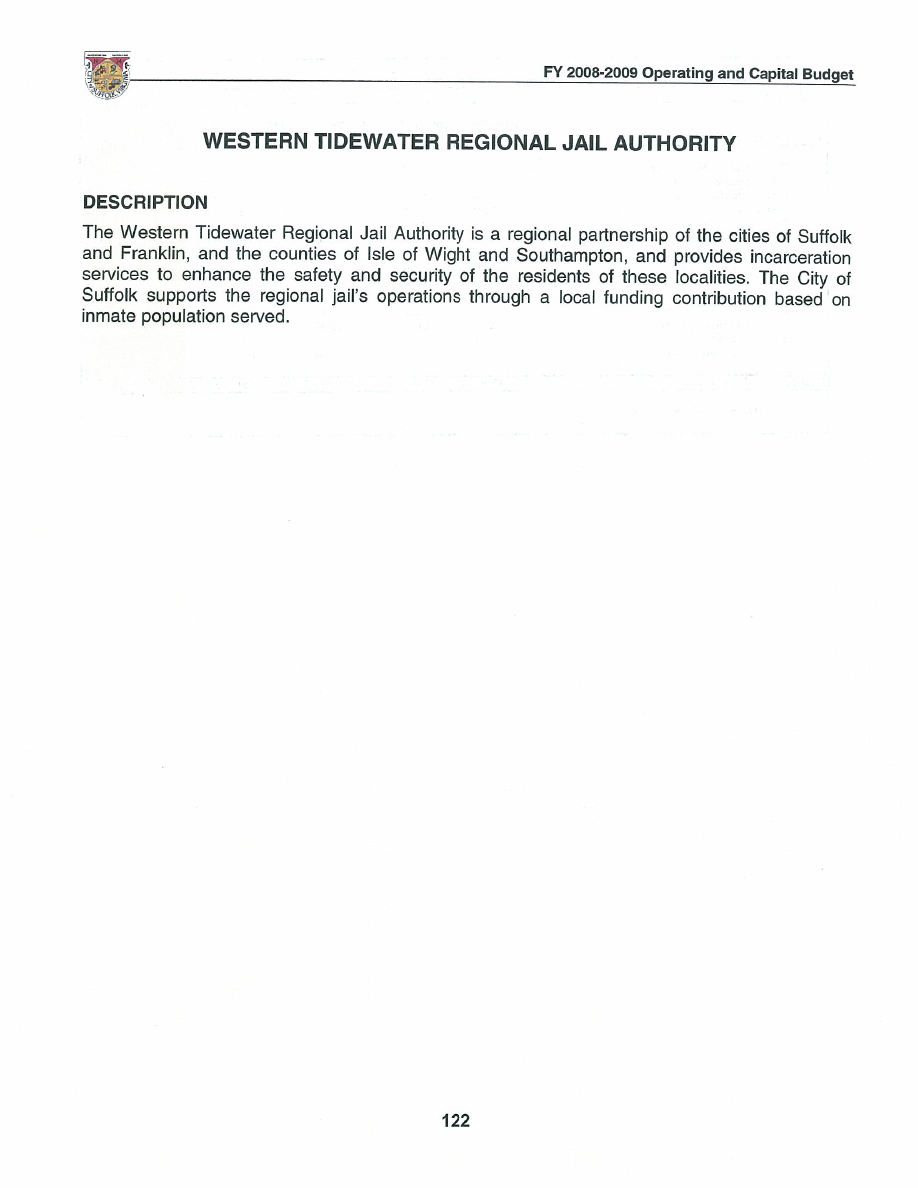 FY 2008-2009 Operating and Capital Budget
WESTERN TIDEWATER REGIONAL JAIL AUTHORITY
DESCRIPTION
The Western Tidewater Regional Jail Authority is a regional partnership of the cities of Suffolk
and Franklin, and the counties of Isle of Wight and Southampton, and provides incarceration
services to enhance the safety and security of the residents of these localities. The City of
Suffolk supports the regional jail's operations through a local funding contribution based on
inmate population served.
122